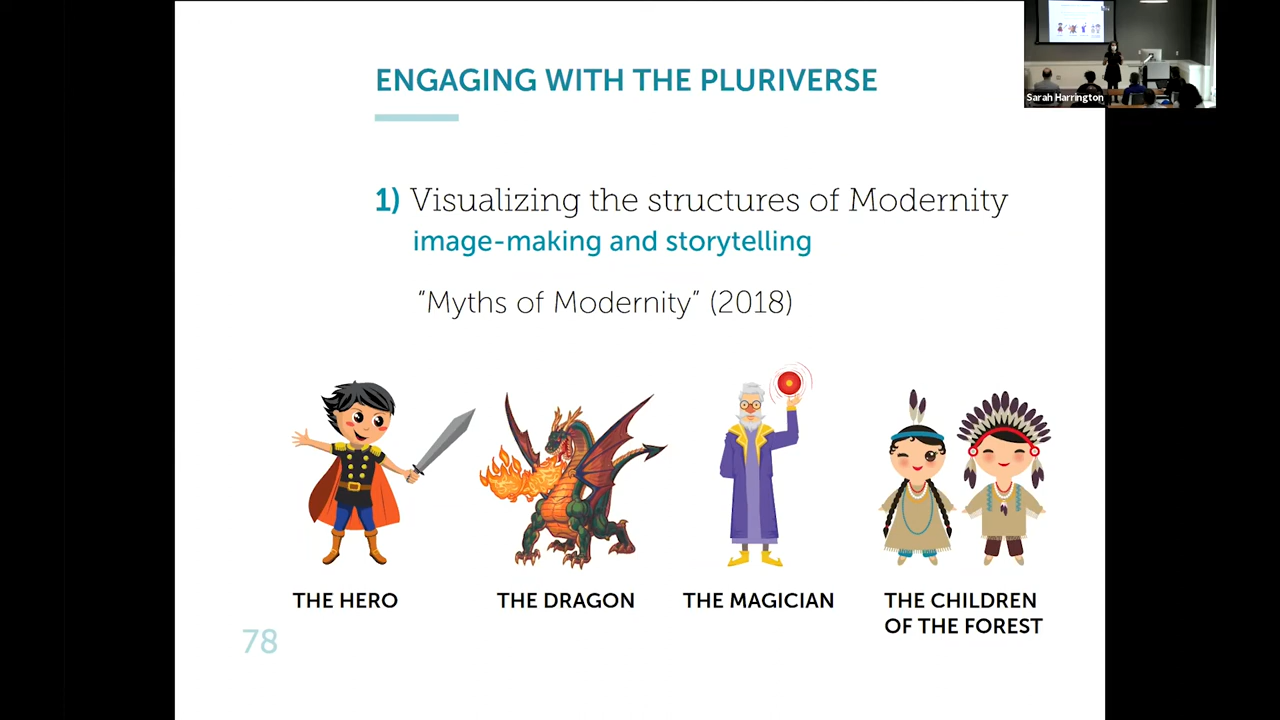 ENGAGING WITH THE PLURIVERSE
Sarah Harrington
1) Visualizing the structures of Modernity
image-making and storytelling
“Myths of Modernity” (2018)
THE HERO
THE DRAGON
THE MAGICIAN
THE CHILDREN
OF THE FOREST
78